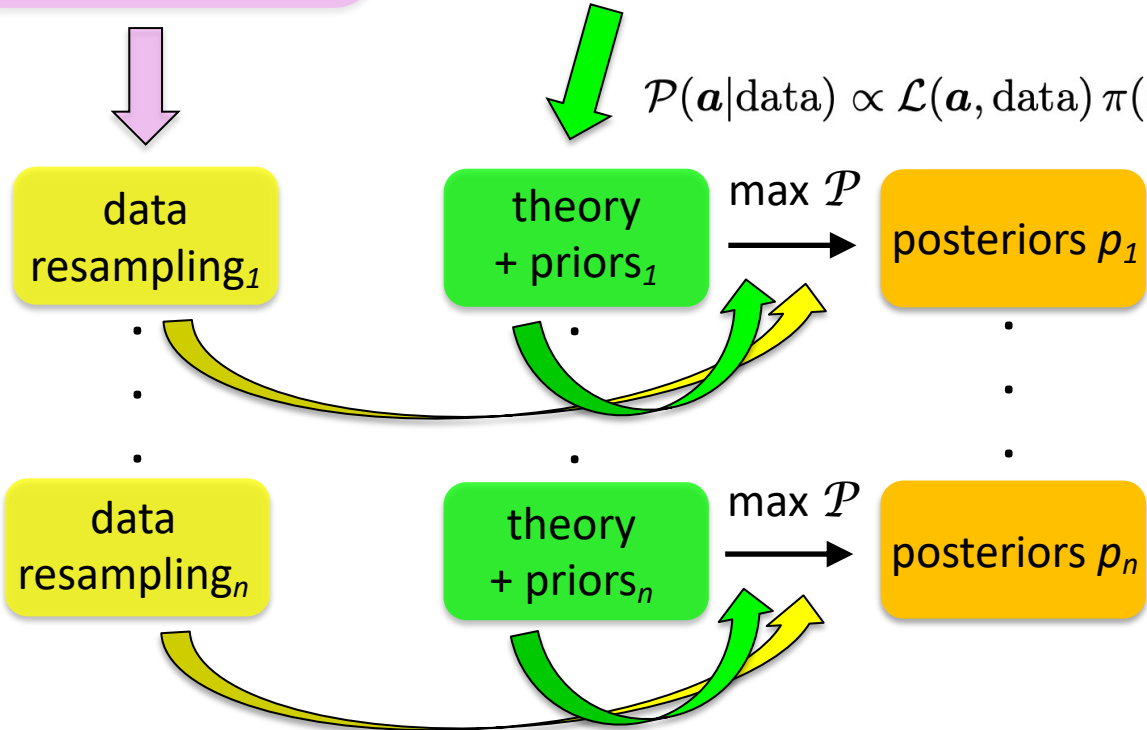 𝒫(𝒂|data) ∝ ℒ(𝒂, data) π(
data
resampling₁
theory
+ priors₁
max 𝒫
posteriors p₁
data
resamplingₙ
theory
+ priorsₙ
max 𝒫
posteriors pₙ